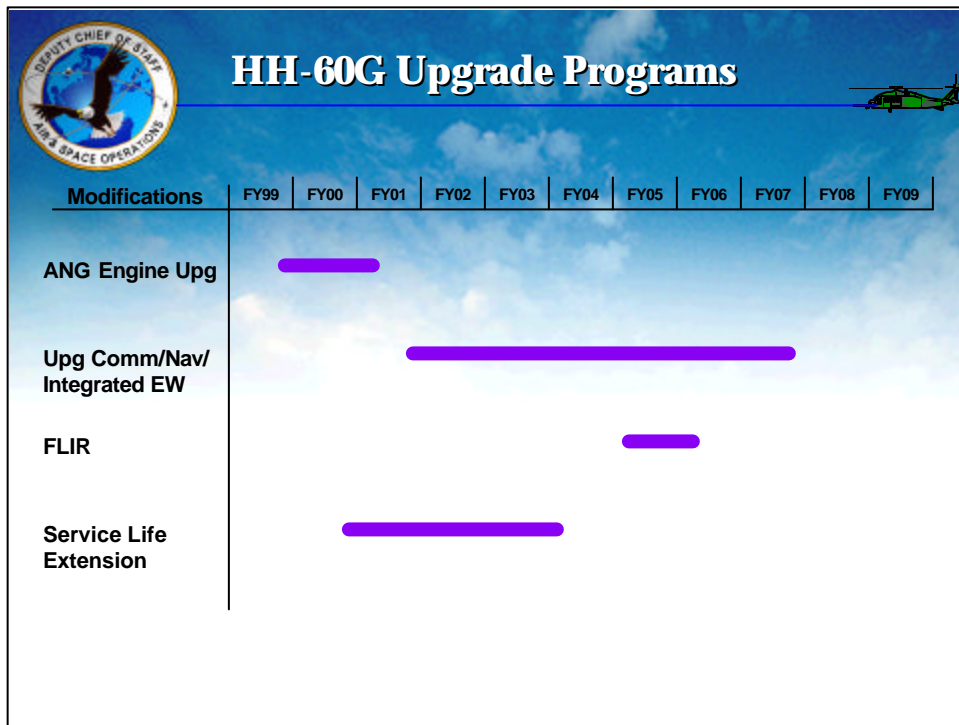 DEPUTY CHIEF OF STAFF
AIR & SPACE OPERATIONS
HH-60G Upgrade Programs
Modifications FY99 FY00 FY01 FY02 FY03 FY04 FY05 FY06 FY07 FY08 FY09
ANG Engine Upg
Upg Comm/Nav/
Integrated EW
FLIR
Service Life
Extension